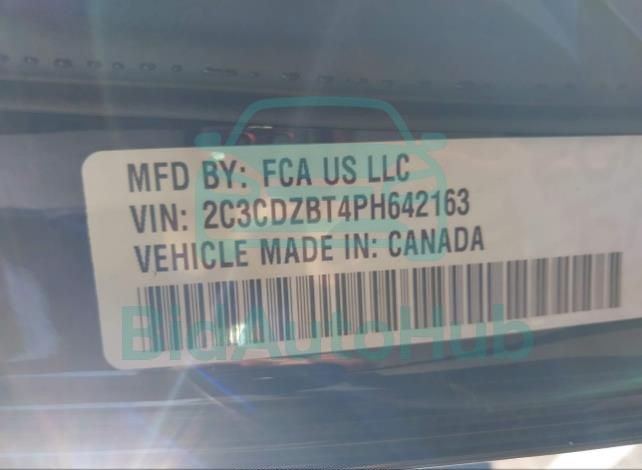 MFD BY: FCA US LLC
VIN: 2C3CDZBT4PH642163
VEHICLE MADE IN: CANADA
BidAutoHub